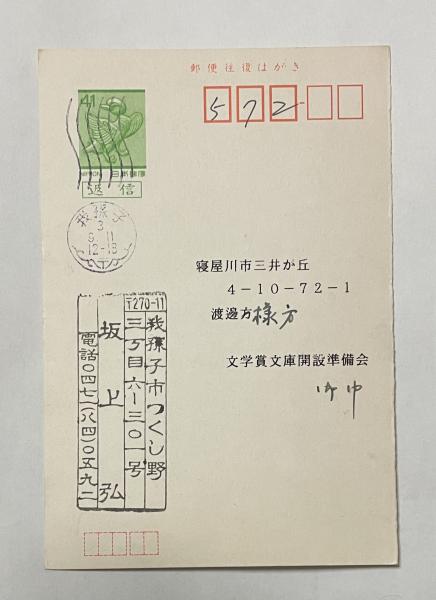 郵便往復はがき
41
NIPPON 日本郵便
返信
572
我孫子
3
9.11
12-18
寝屋川市三井が丘
4-10-72-1
渡邊方様方
文学賞文庫開設準備会
御中
〒270-11
我孫子市つくし野
三丁目六ー三〇一号
坂上弘
電話〇四七一(八四)〇五九二